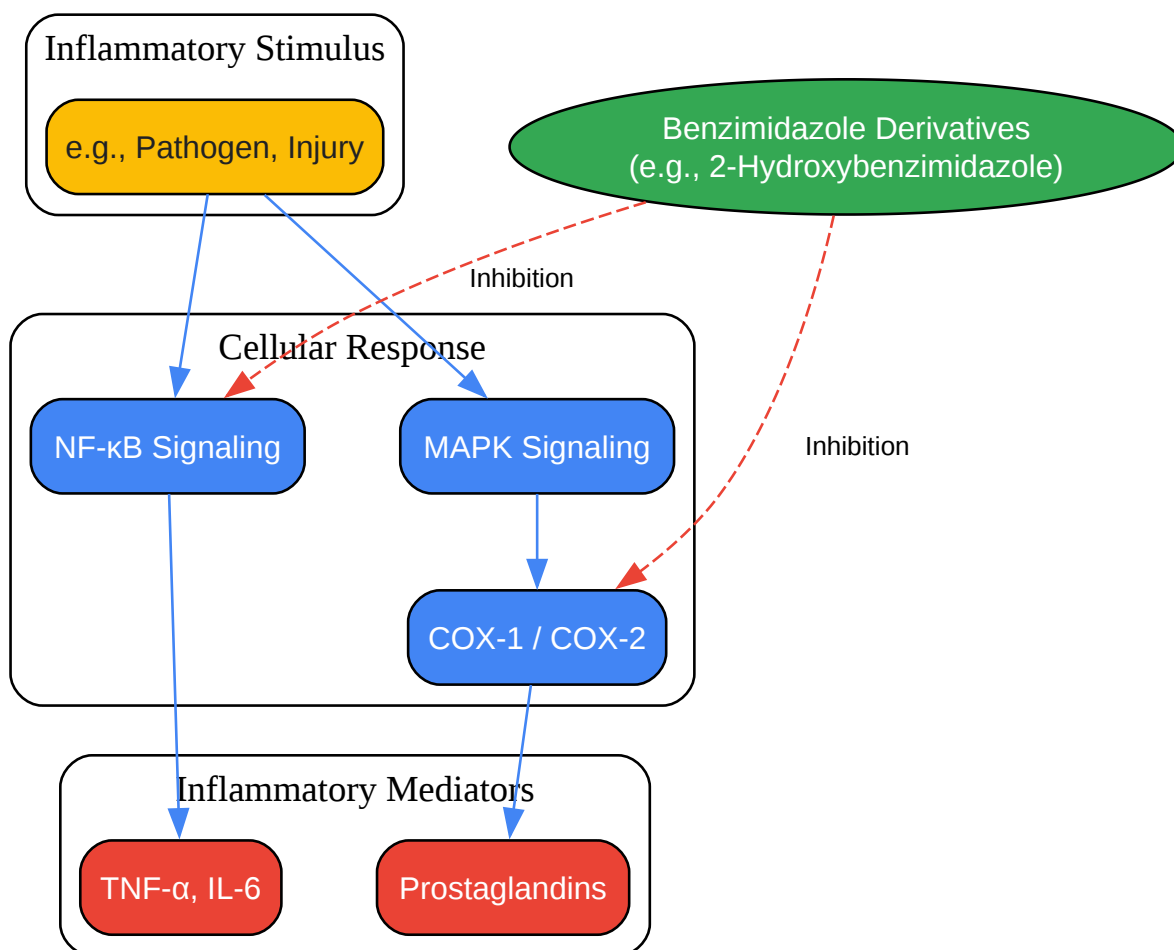 Inflammatory Stimulus
e.g., Pathogen, Injury
Benzimidazole Derivatives
(e.g., 2-Hydroxybenzimidazole)
Inhibition
Cellular Response
NF-κB Signaling
MAPK Signaling
Inhibition
COX-1 / COX-2
Inflammatory Mediators
TNF-α, IL-6
Prostaglandins